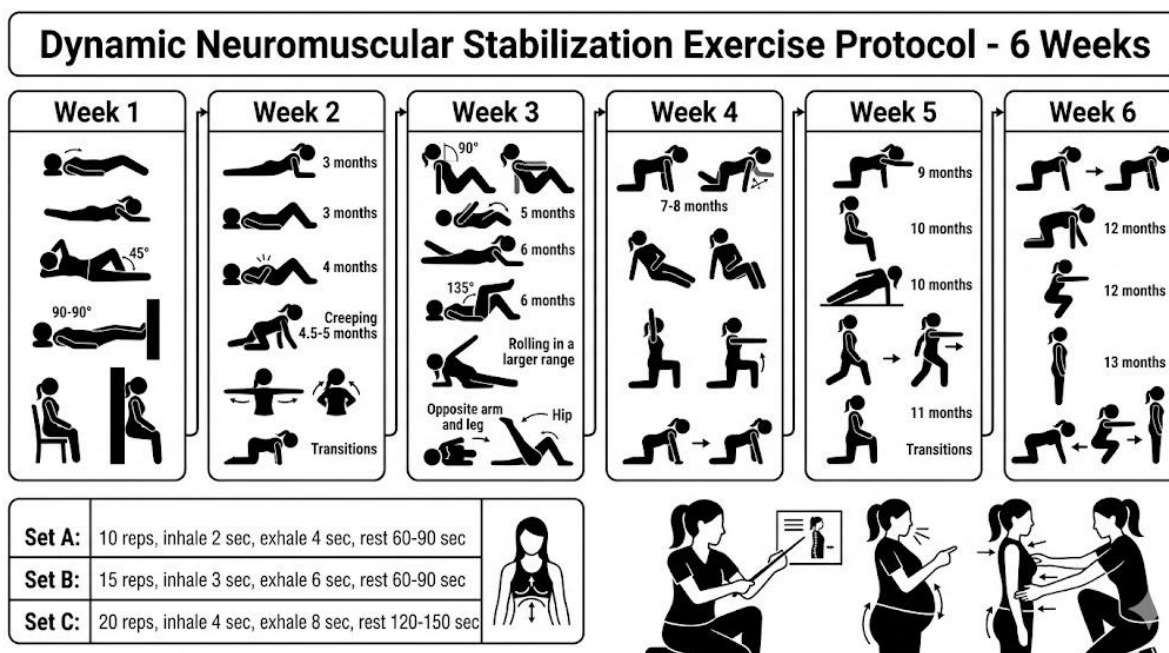 Dynamic Neuromuscular Stabilization Exercise Protocol - 6 Weeks
Week 1
45°
90-90°
Week 2
3 months
3 months
4 months
Creeping
4.5-5 months
Transitions
Week 3
90°
5 months
6 months
135°
6 months
Rolling in a
larger range
Opposite arm
and leg
Hip
Week 4
7-8 months
Week 5
9 months
10 months
10 months
11 months
Transitions
Week 6
12 months
12 months
13 months
Set A: 10 reps, inhale 2 sec, exhale 4 sec, rest 60-90 sec
Set B: 15 reps, inhale 3 sec, exhale 6 sec, rest 60-90 sec
Set C: 20 reps, inhale 4 sec, exhale 8 sec, rest 120-150 sec